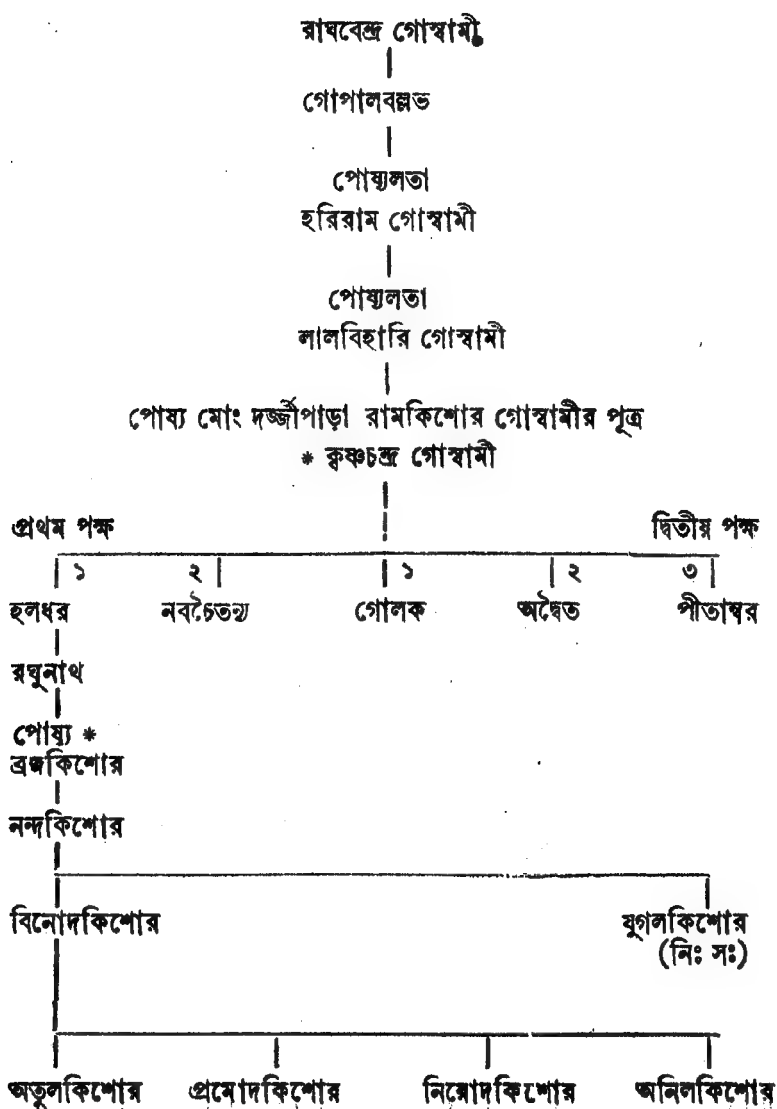 রাঘবেন্দ্র গোস্বামী
গোপালবল্লভ
পোষ্যলতা
হরিরাম গোস্বামী
পোষ্যলতা
লালবিহারি গোস্বামী
পোষ্য মোং দর্জ্জীপাড়া রামকিশোর গোস্বামীর পুত্র
* কৃষ্ণচন্দ্র গোস্বামী
প্রথম পক্ষ দ্বিতীয় পক্ষ
১ ২ ১ ২ ৩
হলধর নবচৈতন্য গোলক অদ্বৈত পীতাম্বর
রঘুনাথ
পোষ্য *
ব্রজকিশোর
নন্দকিশোর
বিনোদকিশোর যুগলকিশোর
(নিঃ সঃ)
অতুলকিশোর প্রমোদকিশোর নিরোদকিশোর অনিলকিশোর